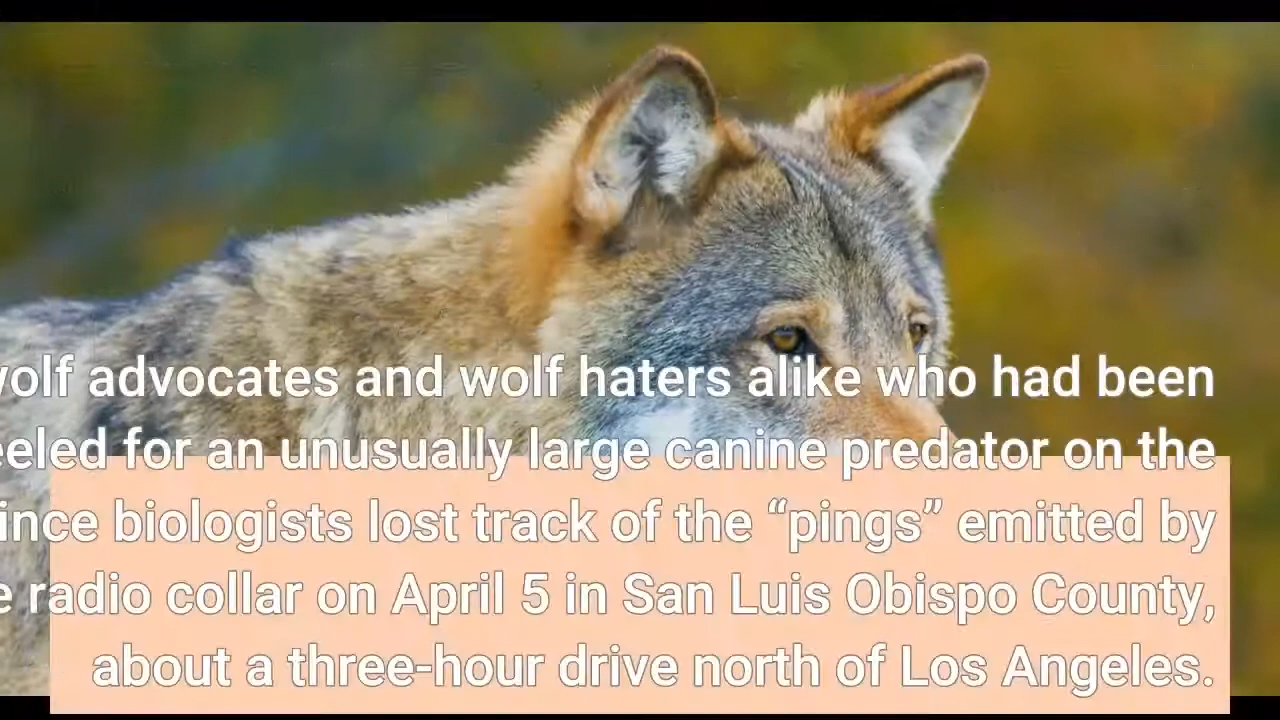 wolf advocates and wolf haters alike who had been
for an unusually large canine predator on the
biologists lost track of the “pings” emitted by
radio collar on April 5 in San Luis Obispo County,
about a three-hour drive north of Los Angeles.